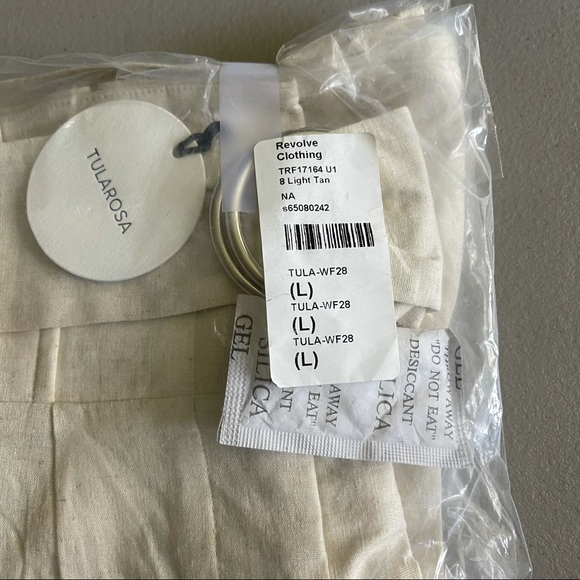 TULAROSA
Revolve
Clothing
TRF17164 U1
8 Light Tan
NA
s65080242
TULA-WF28
(L)
TULA-WF28
(L)
TULA-WF28
(L)
SILICA
GEL
DESICCANT
"DO NOT EAT"
AWAY